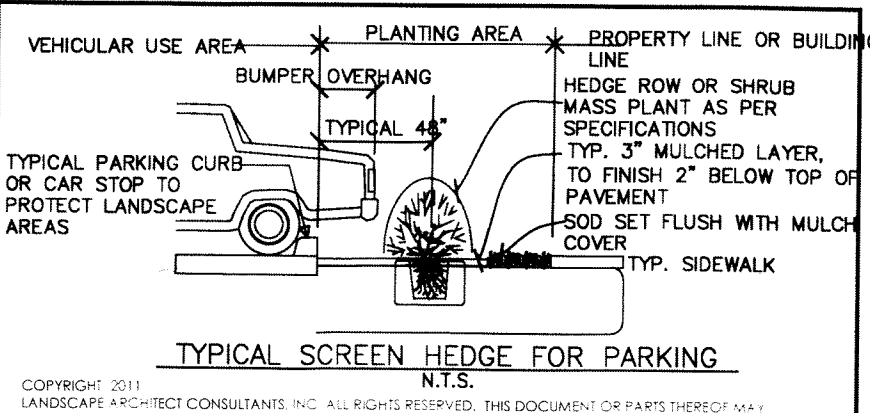 VEHICULAR USE AREA
PLANTING AREA
PROPERTY LINE OR BUILDING
LINE
BUMPER OVERHANG
TYPICAL 48"
HEDGE ROW OR SHRUB
MASS PLANT AS PER
SPECIFICATIONS
TYP. 3" MULCHED LAYER,
TO FINISH 2" BELOW TOP OF
PAVEMENT
SOD SET FLUSH WITH MULCH
COVER
TYP. SIDEWALK
TYPICAL PARKING CURB
OR CAR STOP TO
PROTECT LANDSCAPE
AREAS
TYPICAL SCREEN HEDGE FOR PARKING
N.T.S.
COPYRIGHT 2011
LANDSCAPE ARCHITECT CONSULTANTS, INC ALL RIGHTS RESERVED. THIS DOCUMENT OR PARTS THEREOF MAY